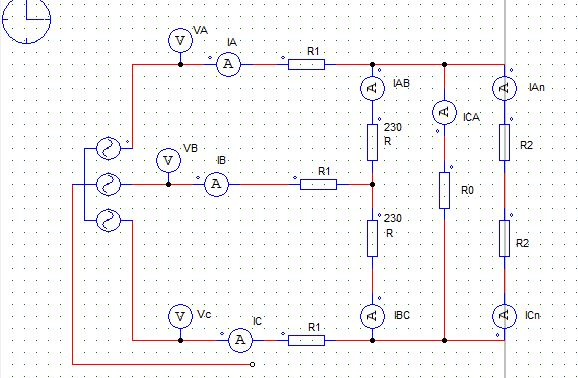 VA
V
IA
A
R1
IAB
A
ICA
A
IAn
A
230
R
R2
VB
V
IB
A
R1
R0
230
R
R2
Vc
V
IC
A
R1
IBC
A
ICn
A